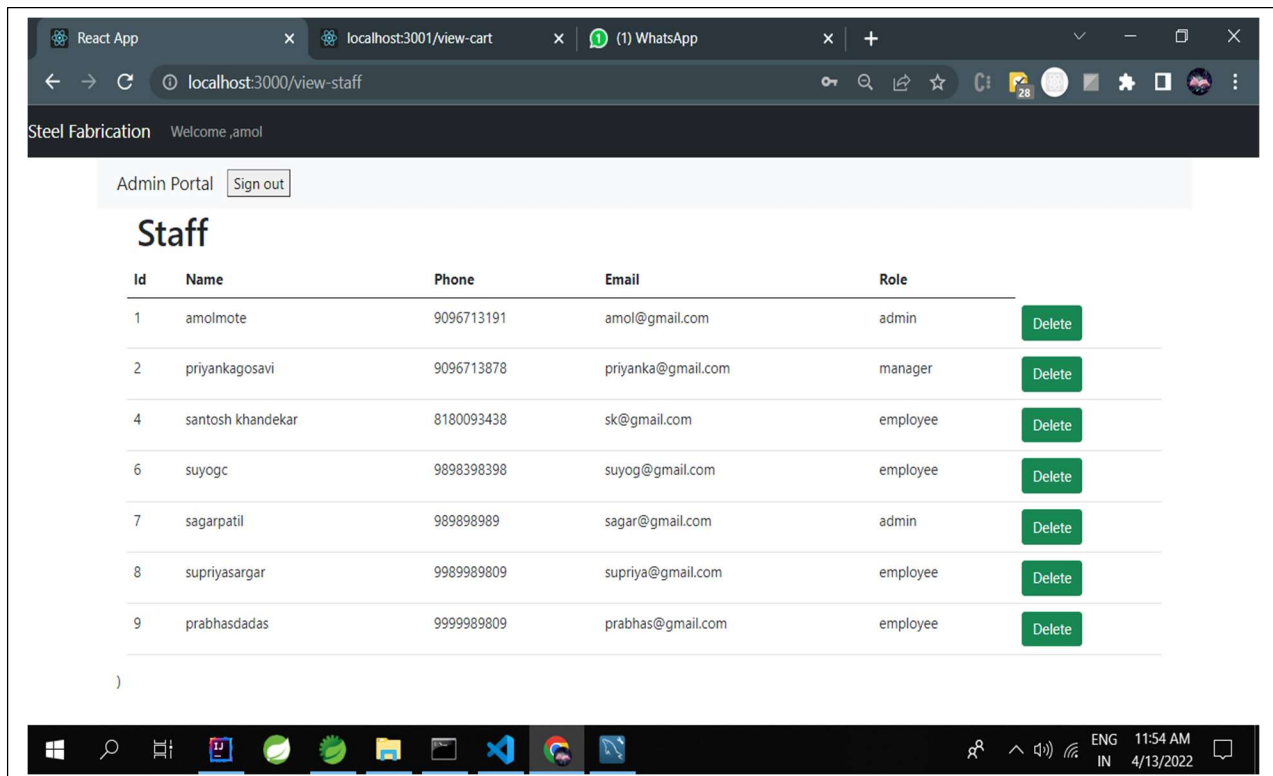 React App
localhost:3001/view-cart
(1) WhatsApp
localhost:3000/view-staff
28
Steel Fabrication Welcome ,amol
Admin Portal Sign out
Staff
Id Name Phone Email Role
1 amolmote 9096713191 amol@gmail.com admin Delete
2 priyankagosavi 9096713878 priyanka@gmail.com manager Delete
4 santosh khandekar 8180093438 sk@gmail.com employee Delete
6 suyogc 9898398398 suyog@gmail.com employee Delete
7 sagarpatil 989898989 sagar@gmail.com admin Delete
8 supriyasargar 9989989809 supriya@gmail.com employee Delete
9 prabhasdadas 9999989809 prabhas@gmail.com employee Delete
)
ENG 11:54 AM
IN 4/13/2022